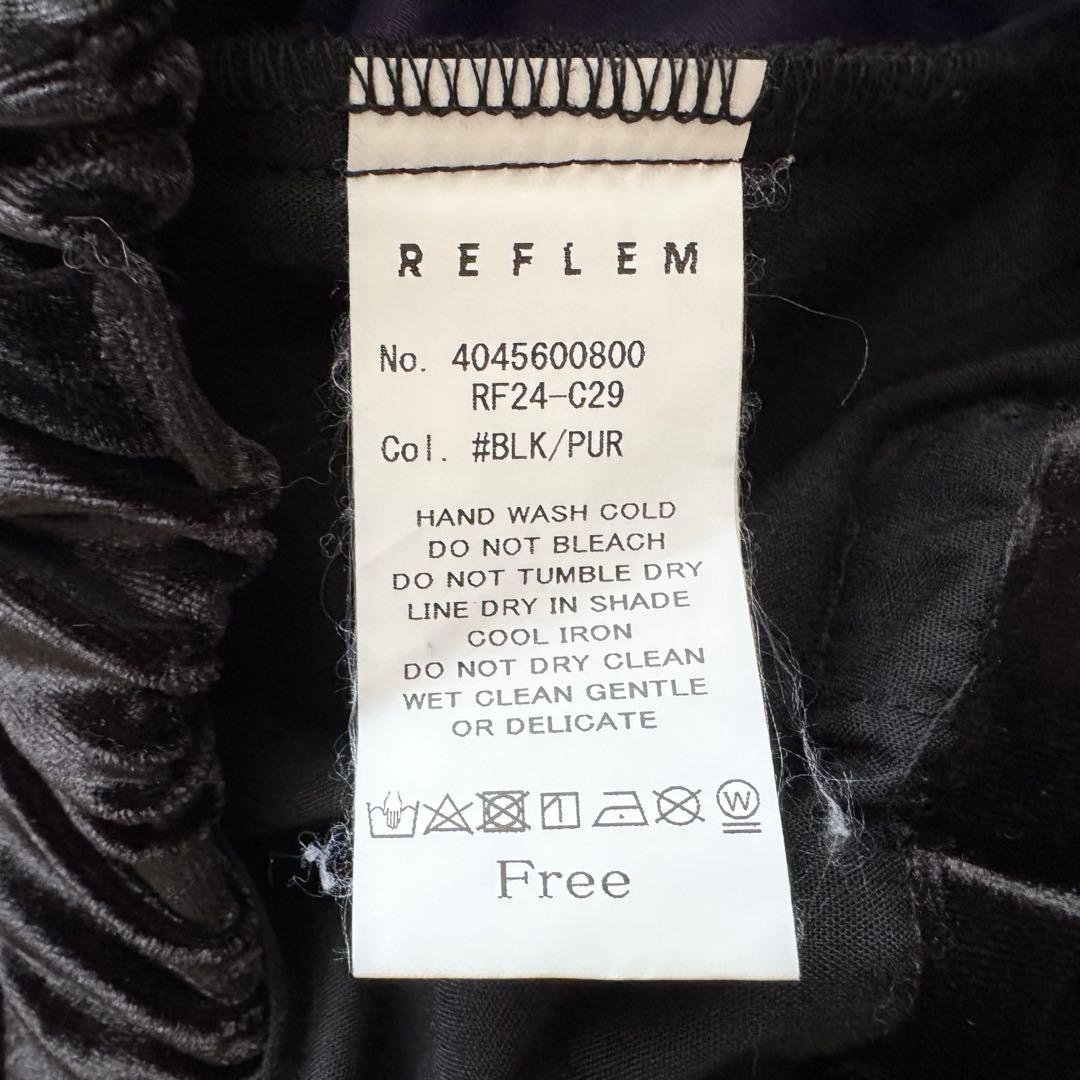 REFLEM
No. 4045600800
RF24-C29
Col. #BLK/PUR
HAND WASH COLD
DO NOT BLEACH
DO NOT TUMBLE DRY
LINE DRY IN SHADE
COOL IRON
DO NOT DRY CLEAN
WET CLEAN GENTLE
OR DELICATE
W
Free